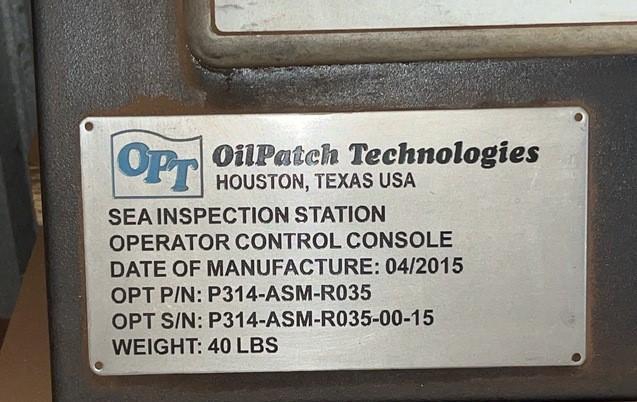 OPT OilPatch Technologies
HOUSTON, TEXAS USA
SEA INSPECTION STATION
OPERATOR CONTROL CONSOLE
DATE OF MANUFACTURE: 04/2015
OPT P/N: P314-ASM-R035
OPT S/N: P314-ASM-R035-00-15
WEIGHT: 40 LBS